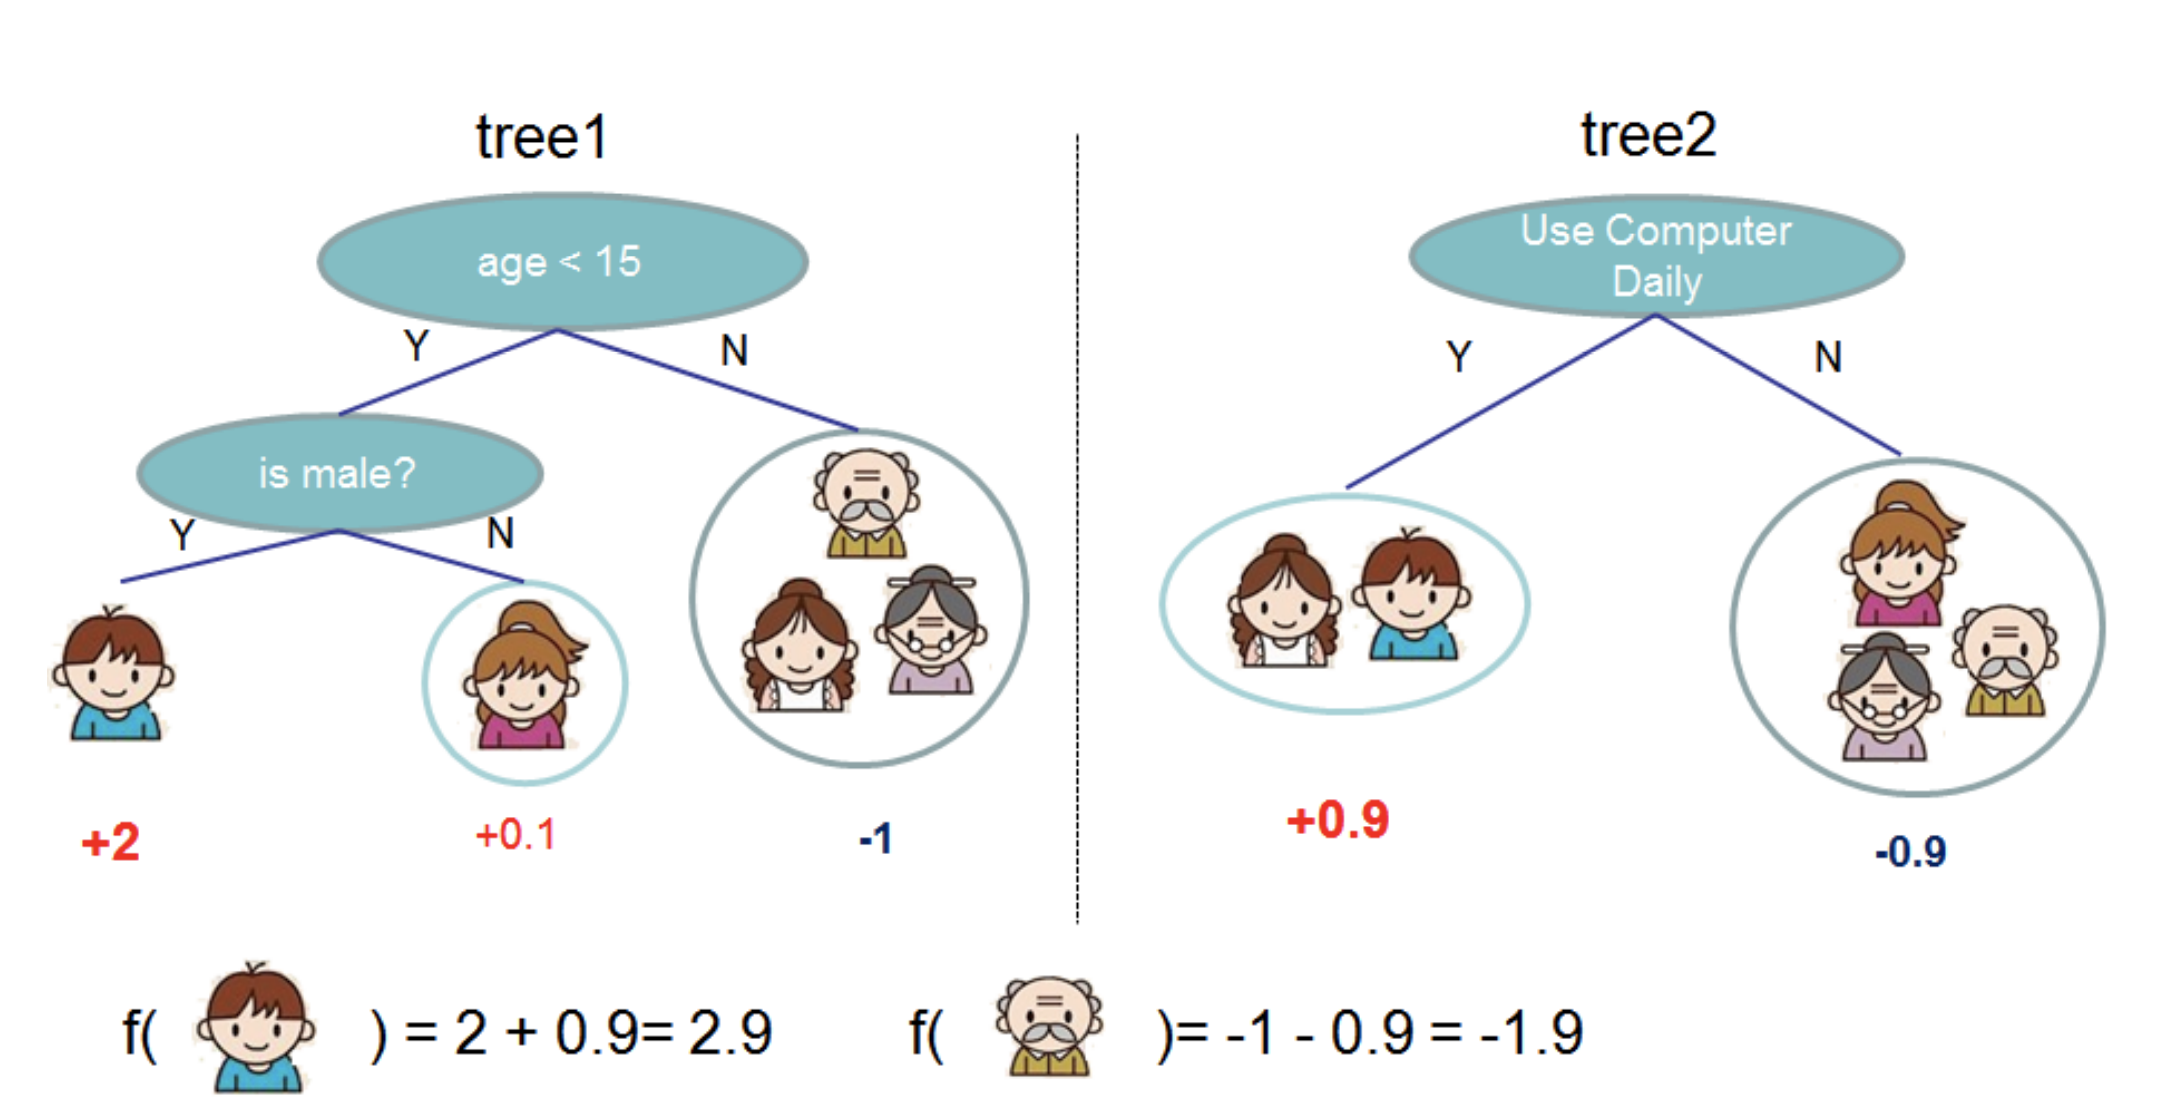 tree1
age < 15
Y
N
is male?
Y
N
+2
+0.1
-1
tree2
Use Computer
Daily
Y
N
+0.9
-0.9
f( ) = 2 + 0.9= 2.9
f( )= -1 - 0.9 = -1.9